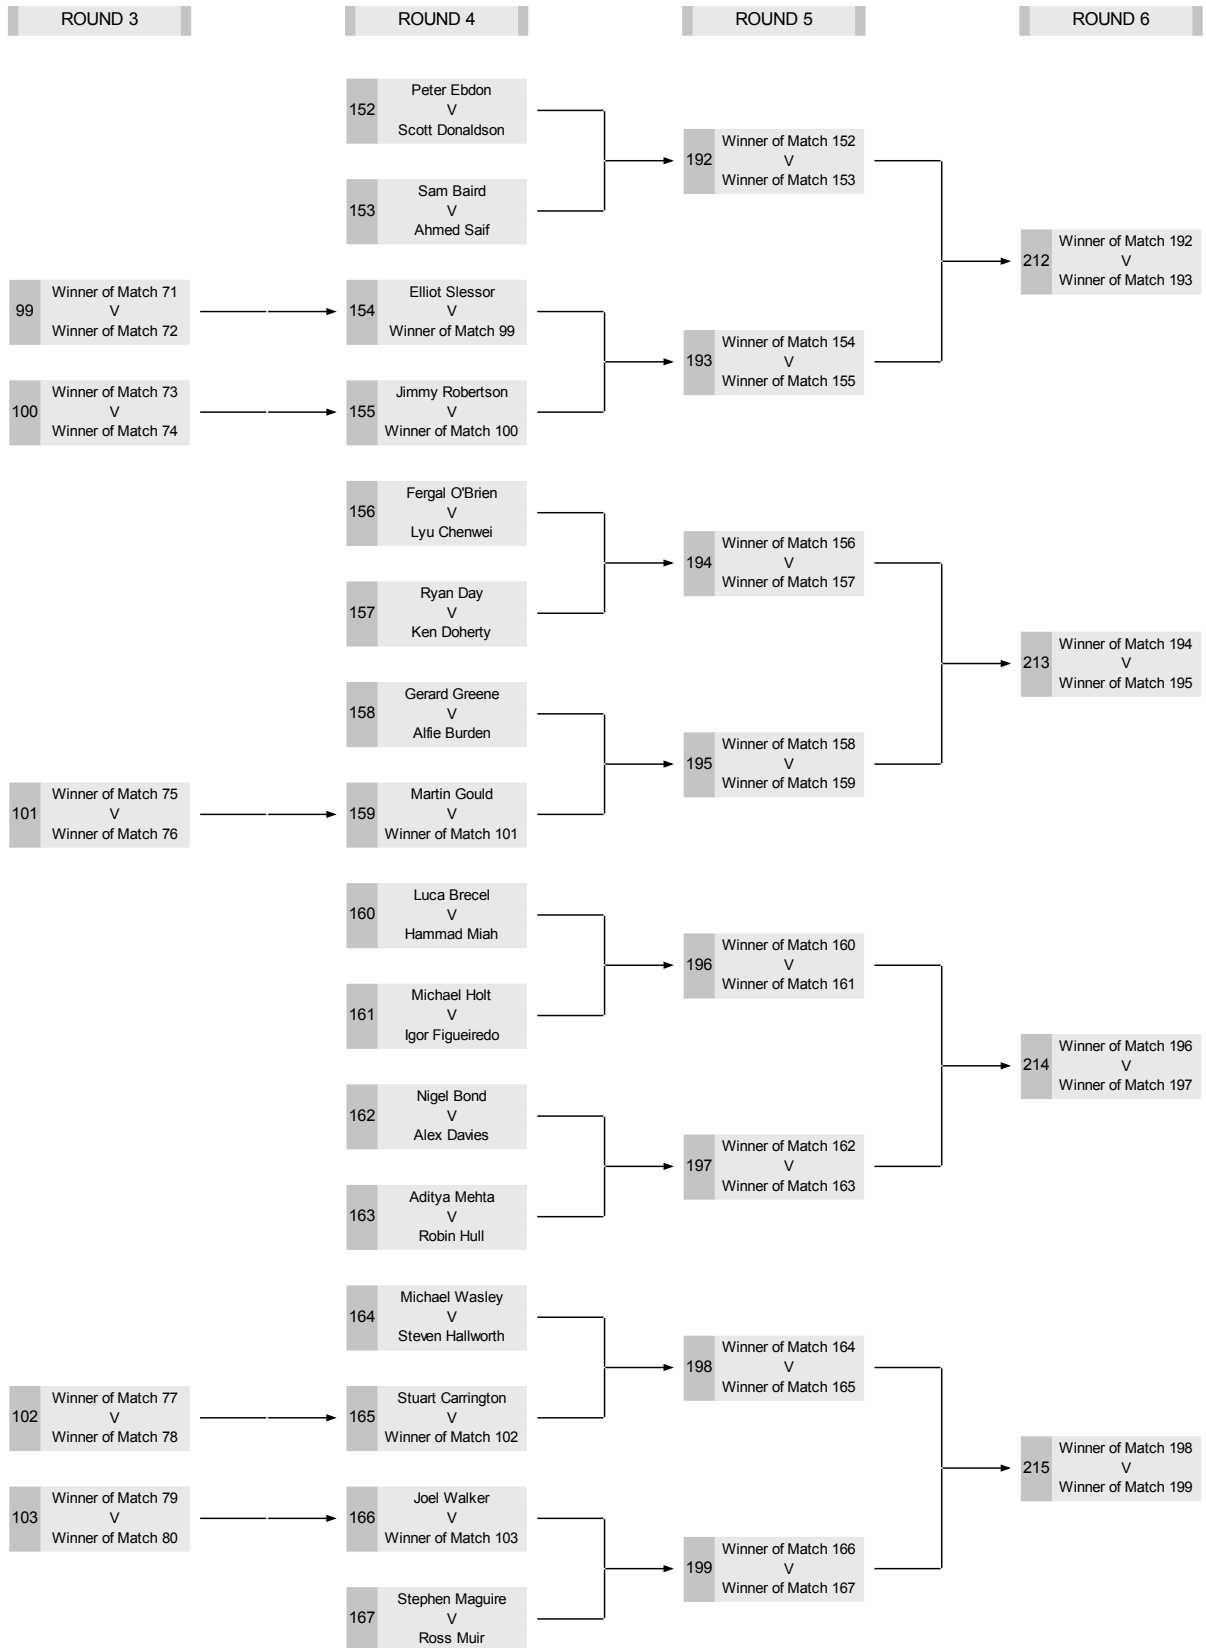 ROUND 3
ROUND 4
ROUND 5
ROUND 6
152
Peter Ebdon
V
Scott Donaldson
192
Winner of Match 152
V
Winner of Match 153
153
Sam Baird
V
Ahmed Saif
212
Winner of Match 192
V
Winner of Match 193
99
Winner of Match 71
V
Winner of Match 72
154
Elliot Slessor
V
Winner of Match 99
193
Winner of Match 154
V
Winner of Match 155
100
Winner of Match 73
V
Winner of Match 74
155
Jimmy Robertson
V
Winner of Match 100
156
Fergal O'Brien
V
Lyu Chenwei
194
Winner of Match 156
V
Winner of Match 157
157
Ryan Day
V
Ken Doherty
213
Winner of Match 194
V
Winner of Match 195
158
Gerard Greene
V
Alfie Burden
195
Winner of Match 158
V
Winner of Match 159
101
Winner of Match 75
V
Winner of Match 76
159
Martin Gould
V
Winner of Match 101
160
Luca Brecel
V
Hammad Miah
196
Winner of Match 160
V
Winner of Match 161
161
Michael Holt
V
Igor Figueiredo
214
Winner of Match 196
V
Winner of Match 197
162
Nigel Bond
V
Alex Davies
197
Winner of Match 162
V
Winner of Match 163
163
Aditya Mehta
V
Robin Hull
164
Michael Wasley
V
Steven Hallworth
198
Winner of Match 164
V
Winner of Match 165
102
Winner of Match 77
V
Winner of Match 78
165
Stuart Carrington
V
Winner of Match 102
215
Winner of Match 198
V
Winner of Match 199
103
Winner of Match 79
V
Winner of Match 80
166
Joel Walker
V
Winner of Match 103
199
Winner of Match 166
V
Winner of Match 167
167
Stephen Maguire
V
Ross Muir